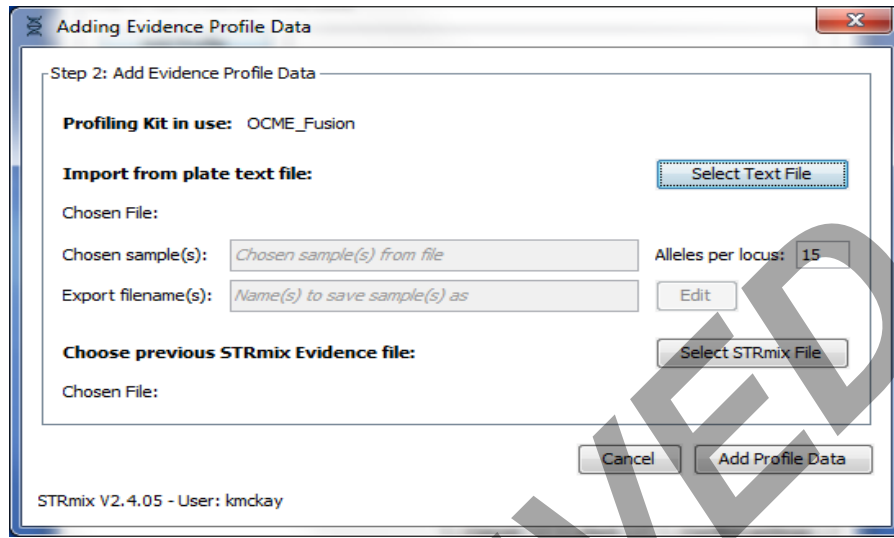 Adding Evidence Profile Data
Step 2: Add Evidence Profile Data
Profiling Kit in use: OCME_Fusion
Import from plate text file: Select Text File
Chosen File:
Chosen sample(s): Chosen sample(s) from file Alleles per locus: 15
Export filename(s): Name(s) to save sample(s) as Edit
Choose previous STRmix Evidence file: Select STRmix File
Chosen File:
Cancel Add Profile Data
STRmix V2.4.05 - User: kmckay
VED